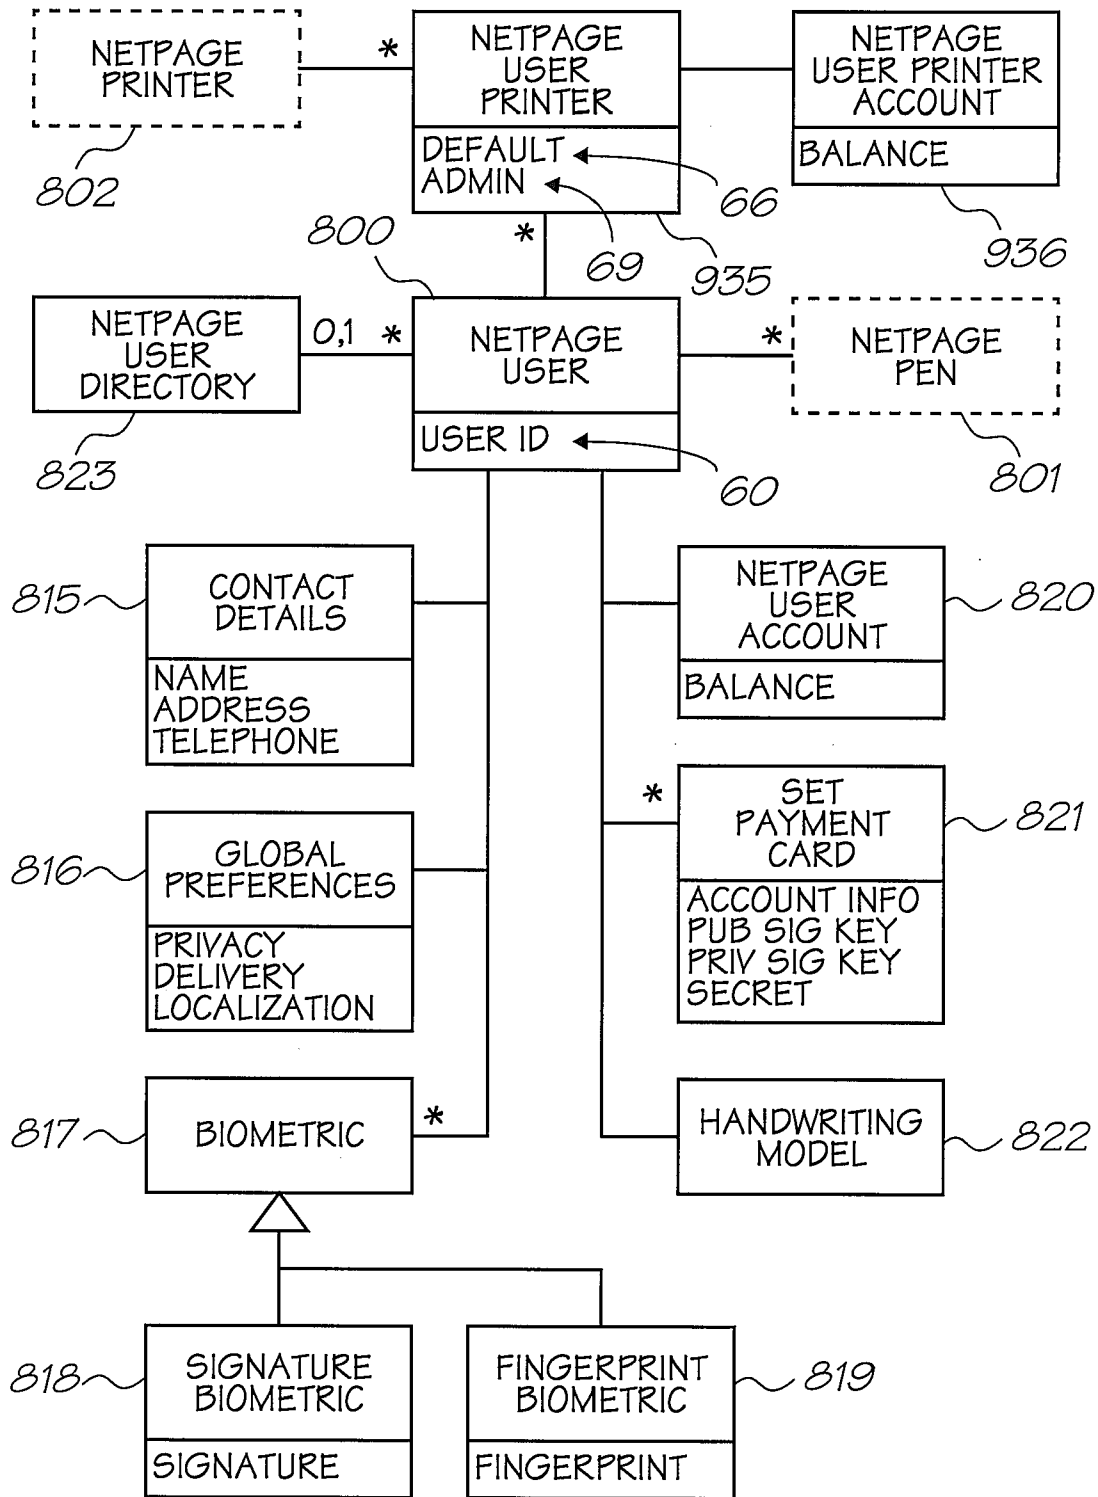 NETPAGE
PRINTER
802
*
NETPAGE
USER
PRINTER
DEFAULT
ADMIN
66
69
935
NETPAGE
USER PRINTER
ACCOUNT
BALANCE
936
*
800
NETPAGE
USER
DIRECTORY
823
0,1 *
NETPAGE
USER
USER ID
60
*
NETPAGE
PEN
801
815
CONTACT
DETAILS
NAME
ADDRESS
TELEPHONE
NETPAGE
USER
ACCOUNT
BALANCE
820
816
GLOBAL
PREFERENCES
PRIVACY
DELIVERY
LOCALIZATION
*
SET
PAYMENT
CARD
ACCOUNT INFO
PUB SIG KEY
PRIV SIG KEY
SECRET
821
817
BIOMETRIC
*
HANDWRITING
MODEL
822
818
SIGNATURE
BIOMETRIC
SIGNATURE
FINGERPRINT
BIOMETRIC
FINGERPRINT
819